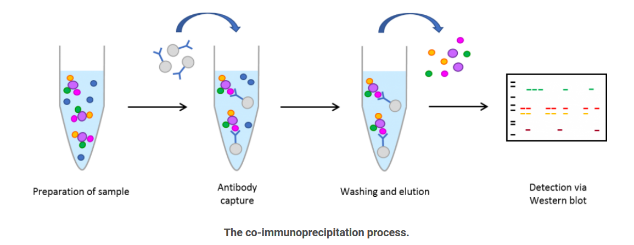 Preparation of sample
Antibody
capture
Washing and elution
Detection via
Western blot
The co-immunoprecipitation process.